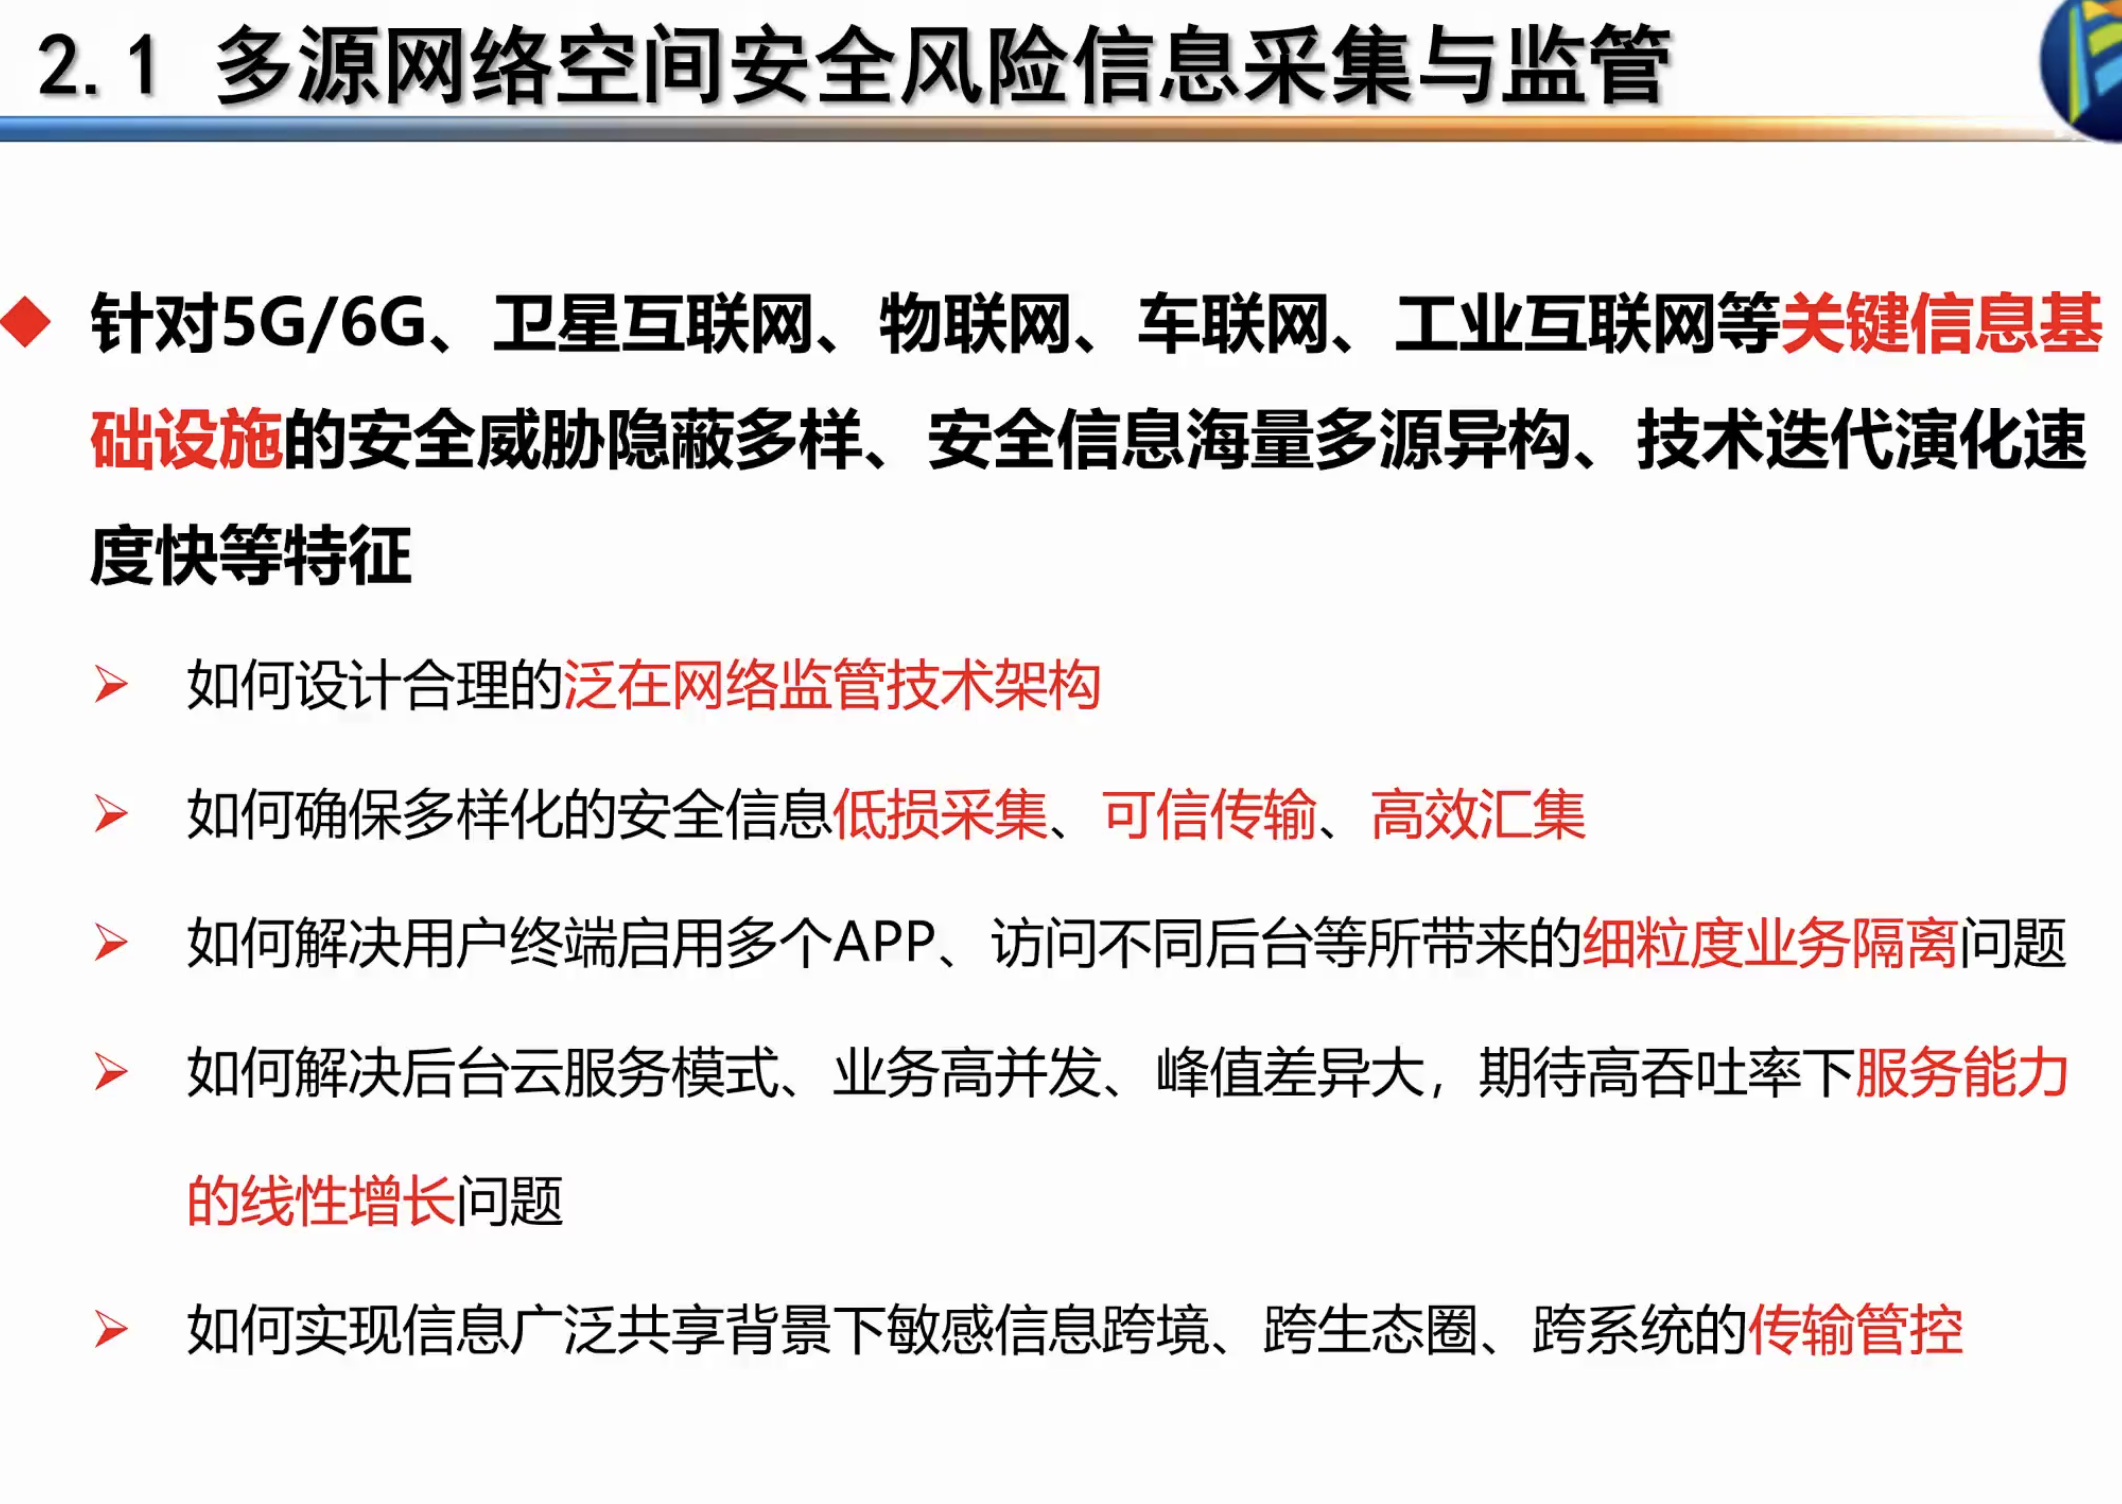 2.1 多源网络空间安全风险信息采集与监管
针对5G/6G、卫星互联网、物联网、车联网、工业互联网等关键信息基
础设施的安全威胁隐蔽多样、安全信息海量多源异构、技术迭代演化速
度快等特征
如何设计合理的泛在网络监管技术架构
如何确保多样化的安全信息低损采集、可信传输、高效汇集
如何解决用户终端启用多个APP、访问不同后台等所带来的细粒度业务隔离问题
如何解决后台云服务模式、业务高并发、峰值差异大，期待高吞吐率下服务能力
的线性增长问题
如何实现信息广泛共享背景下敏感信息跨境、跨生态圈、跨系统的传输管控